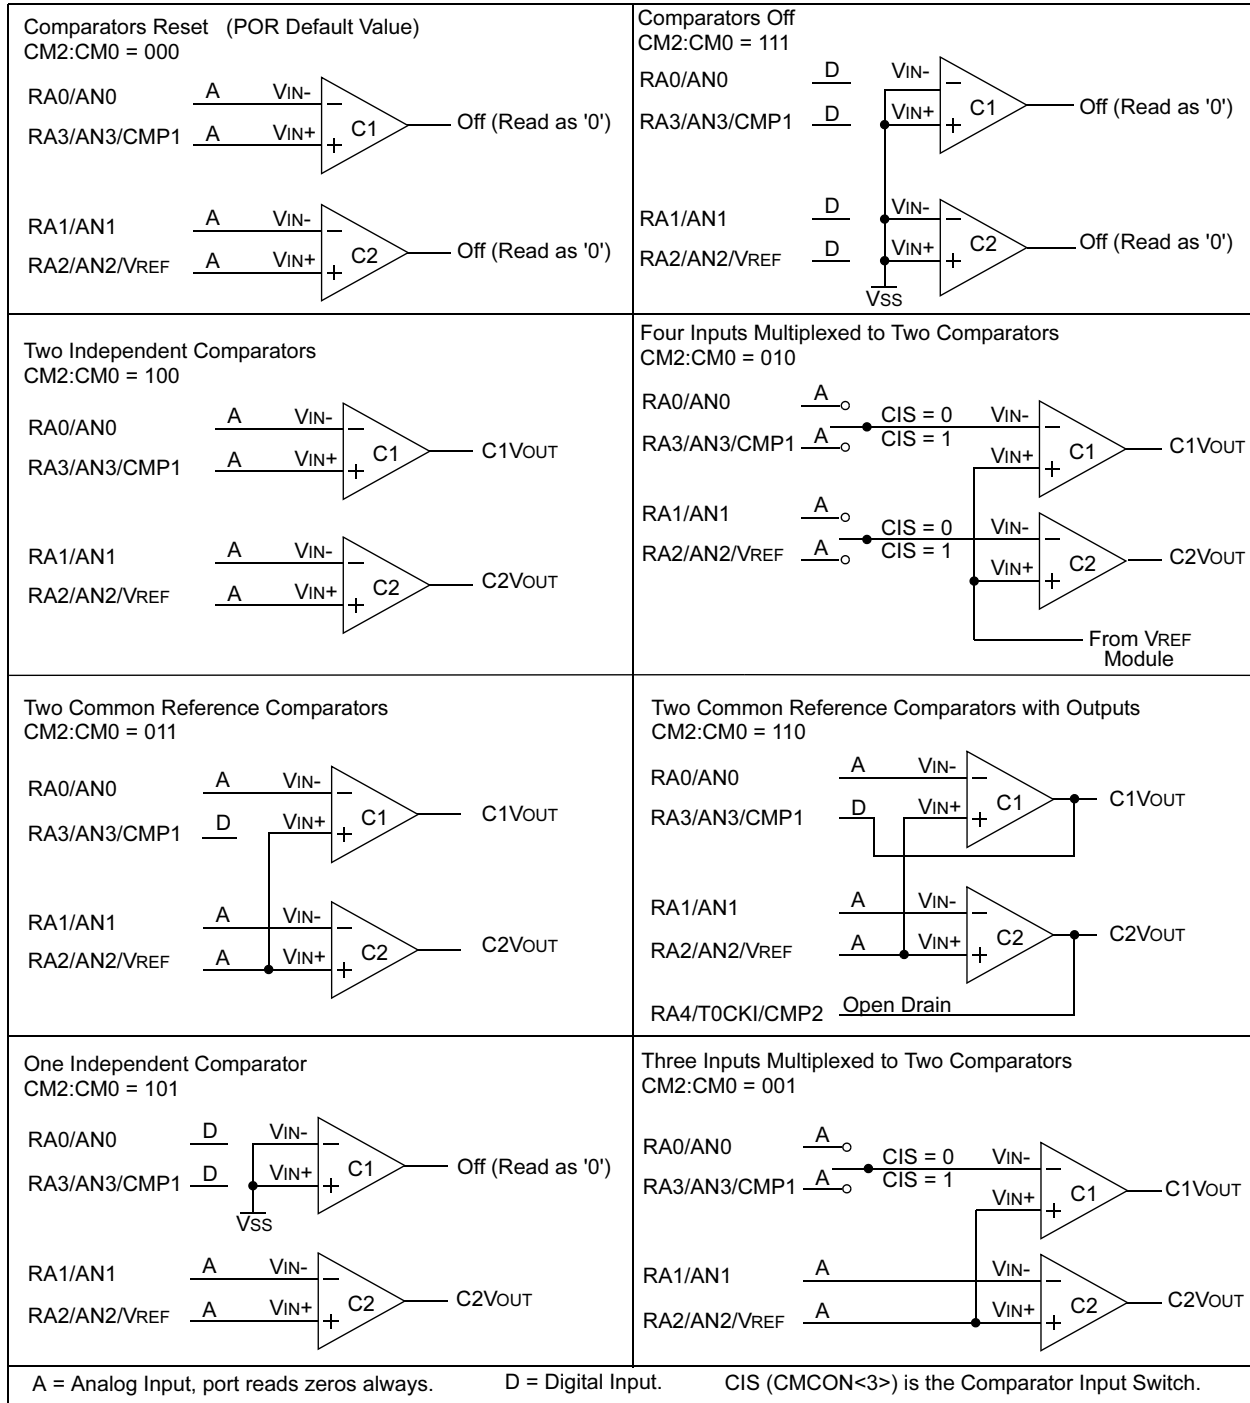 Comparators Reset (POR Default Value)
CM2:CM0 = 000
RA0/AN0 A VIN- –
RA3/AN3/CMP1 A VIN+ + C1 Off (Read as '0')
RA1/AN1 A VIN- –
RA2/AN2/VREF A VIN+ + C2 Off (Read as '0')
Comparators Off
CM2:CM0 = 111
RA0/AN0 D VIN- –
RA3/AN3/CMP1 D VIN+ + C1 Off (Read as '0')
RA1/AN1 D VIN- –
RA2/AN2/VREF D VIN+ + C2 Off (Read as '0')
VSS
Two Independent Comparators
CM2:CM0 = 100
RA0/AN0 A VIN- –
RA3/AN3/CMP1 A VIN+ + C1 C1VOUT
RA1/AN1 A VIN- –
RA2/AN2/VREF A VIN+ + C2 C2VOUT
Four Inputs Multiplexed to Two Comparators
CM2:CM0 = 010
RA0/AN0 A CIS = 0 VIN- –
RA3/AN3/CMP1 A CIS = 1 VIN+ + C1 C1VOUT
RA1/AN1 A CIS = 0 VIN- –
RA2/AN2/VREF A CIS = 1 VIN+ + C2 C2VOUT
From VREF
Module
Two Common Reference Comparators
CM2:CM0 = 011
RA0/AN0 A VIN- –
RA3/AN3/CMP1 D VIN+ + C1 C1VOUT
RA1/AN1 A VIN- –
RA2/AN2/VREF A VIN+ + C2 C2VOUT
Two Common Reference Comparators with Outputs
CM2:CM0 = 110
RA0/AN0 A VIN- –
RA3/AN3/CMP1 D VIN+ + C1 C1VOUT
RA1/AN1 A VIN- –
RA2/AN2/VREF A VIN+ + C2 C2VOUT
RA4/T0CKI/CMP2 Open Drain
One Independent Comparator
CM2:CM0 = 101
RA0/AN0 D VIN- –
RA3/AN3/CMP1 D VIN+ + C1 Off (Read as '0')
VSS
RA1/AN1 A VIN- –
RA2/AN2/VREF A VIN+ + C2 C2VOUT
Three Inputs Multiplexed to Two Comparators
CM2:CM0 = 001
RA0/AN0 A CIS = 0 VIN- –
RA3/AN3/CMP1 A CIS = 1 VIN+ + C1 C1VOUT
RA1/AN1 A VIN- –
RA2/AN2/VREF A VIN+ + C2 C2VOUT
A = Analog Input, port reads zeros always. D = Digital Input. CIS (CMCON<3>) is the Comparator Input Switch.